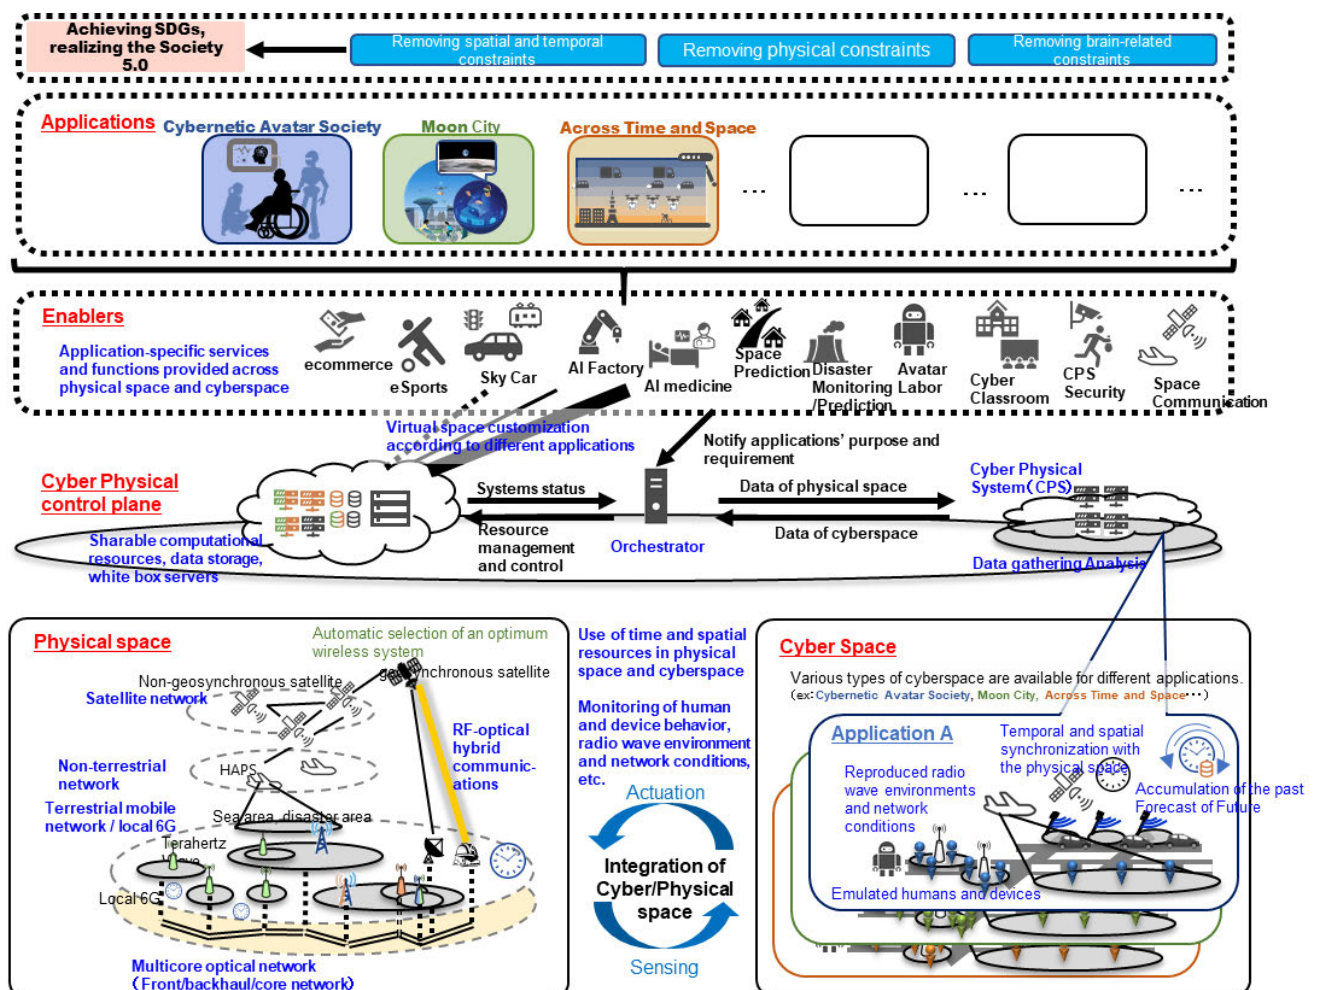 Achieving SDGs,
realizing the Society
5.0
Removing spatial and temporal
constraints
Removing physical constraints
Removing brain-related
constraints
Applications
Cybernetic Avatar Society
Moon City
Across Time and Space
...
...
...
Enablers
Application-specific services
and functions provided across
physical space and cyberspace
ecommerce
eSports
Sky Car
AI Factory
AI medicine
Space
Prediction
Disaster
Monitoring
/Prediction
Avatar
Labor
Cyber
Classroom
CPS
Security
Space
Communication
Virtual space customization
according to different applications
Notify applications' purpose and
requirement
Cyber Physical
control plane
Sharable computational
resources, data storage,
white box servers
Systems status
Resource
management
and control
Orchestrator
Data of physical space
Data of cyberspace
Cyber Physical
System(CPS)
Data gathering Analysis
Physical space
Automatic selection of an optimum
wireless system
geosynchronous satellite
Non-geosynchronous satellite
Satellite network
RF-optical
hybrid
communic-
ations
HAPS
Non-terrestrial
network
Terrestrial mobile
network / local 6G
Sea area, disaster area
Terahertz
Wave
Local 6G
Multicore optical network
(Front/backhaul/core network)
Use of time and spatial
resources in physical
space and cyberspace
Monitoring of human
and device behavior,
radio wave environment
and network conditions,
etc.
Actuation
Integration of
Cyber/Physical
space
Sensing
Cyber Space
Various types of cyberspace are available for different applications.
(ex: Cybernetic Avatar Society, Moon City, Across Time and Space···)
Application A
Temporal and spatial
synchronization with
the physical space
Reproduced radio
wave environments
and network
conditions
Accumulation of the past
Forecast of Future
Emulated humans and devices